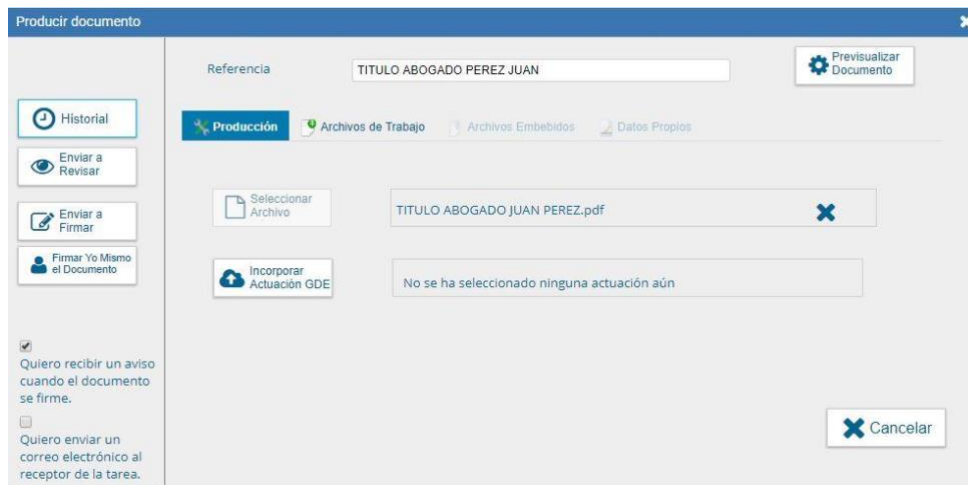 Producir documento
Referencia
TITULO ABOGADO PEREZ JUAN
Previsualizar
Documento
Historial
Enviar a
Revisar
Enviar a
Firmar
Firmar Yo Mismo
el Documento
Quiero recibir un aviso
cuando el documento
se firme.
Quiero enviar un
correo electrónico al
receptor de la tarea.
Producción
Archivos de Trabajo
Archivos Embebidos
Datos Propios
Seleccionar
Archivo
TITULO ABOGADO JUAN PEREZ.pdf
Incorporar
Actuación GDE
No se ha seleccionado ninguna actuación aún
Cancelar